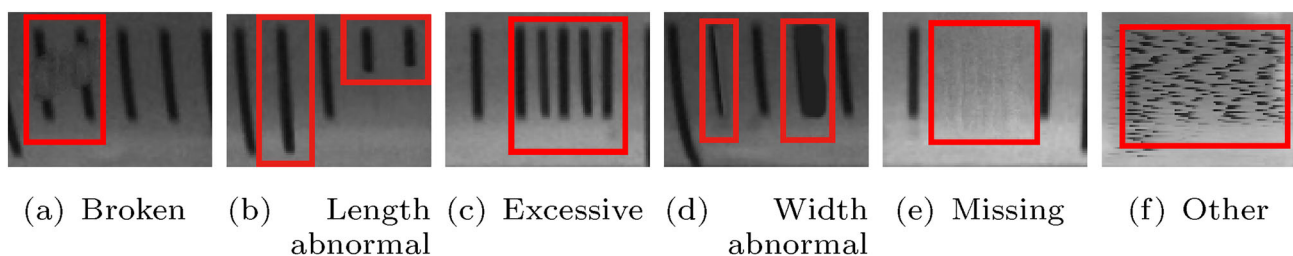 (a) Broken
(b) Length abnormal
(c) Excessive
(d) Width abnormal
(e) Missing
(f) Other